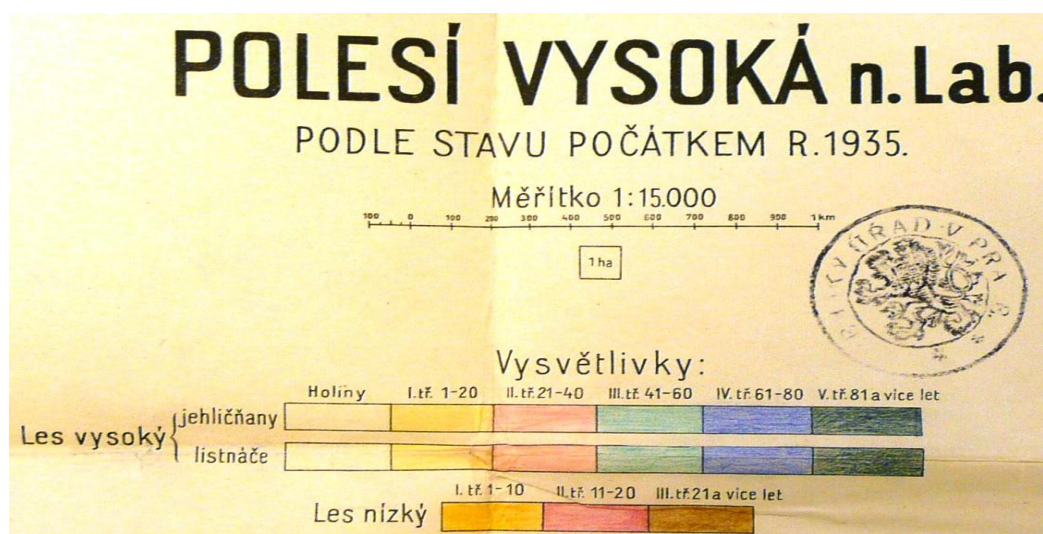 POLESÍ VYSOKÁ n. Lab.
PODLE STAVU POČÁTKEM R. 1935.
Měřítko 1:15.000
100 0 100 200 300 400 500 600 700 800 900 1 km
1 ha
ÚŘAD V
Vysvětlivky:
Holiny I. tř. 1-20 II. tř. 21-40 III. tř. 41-60 IV. tř. 61-80 V. tř. 81 a více let
Les vysoký
jehličňany
listnáče
I. tř. 1-10 II. tř. 11-20 III. tř. 21 a více let
Les nízký